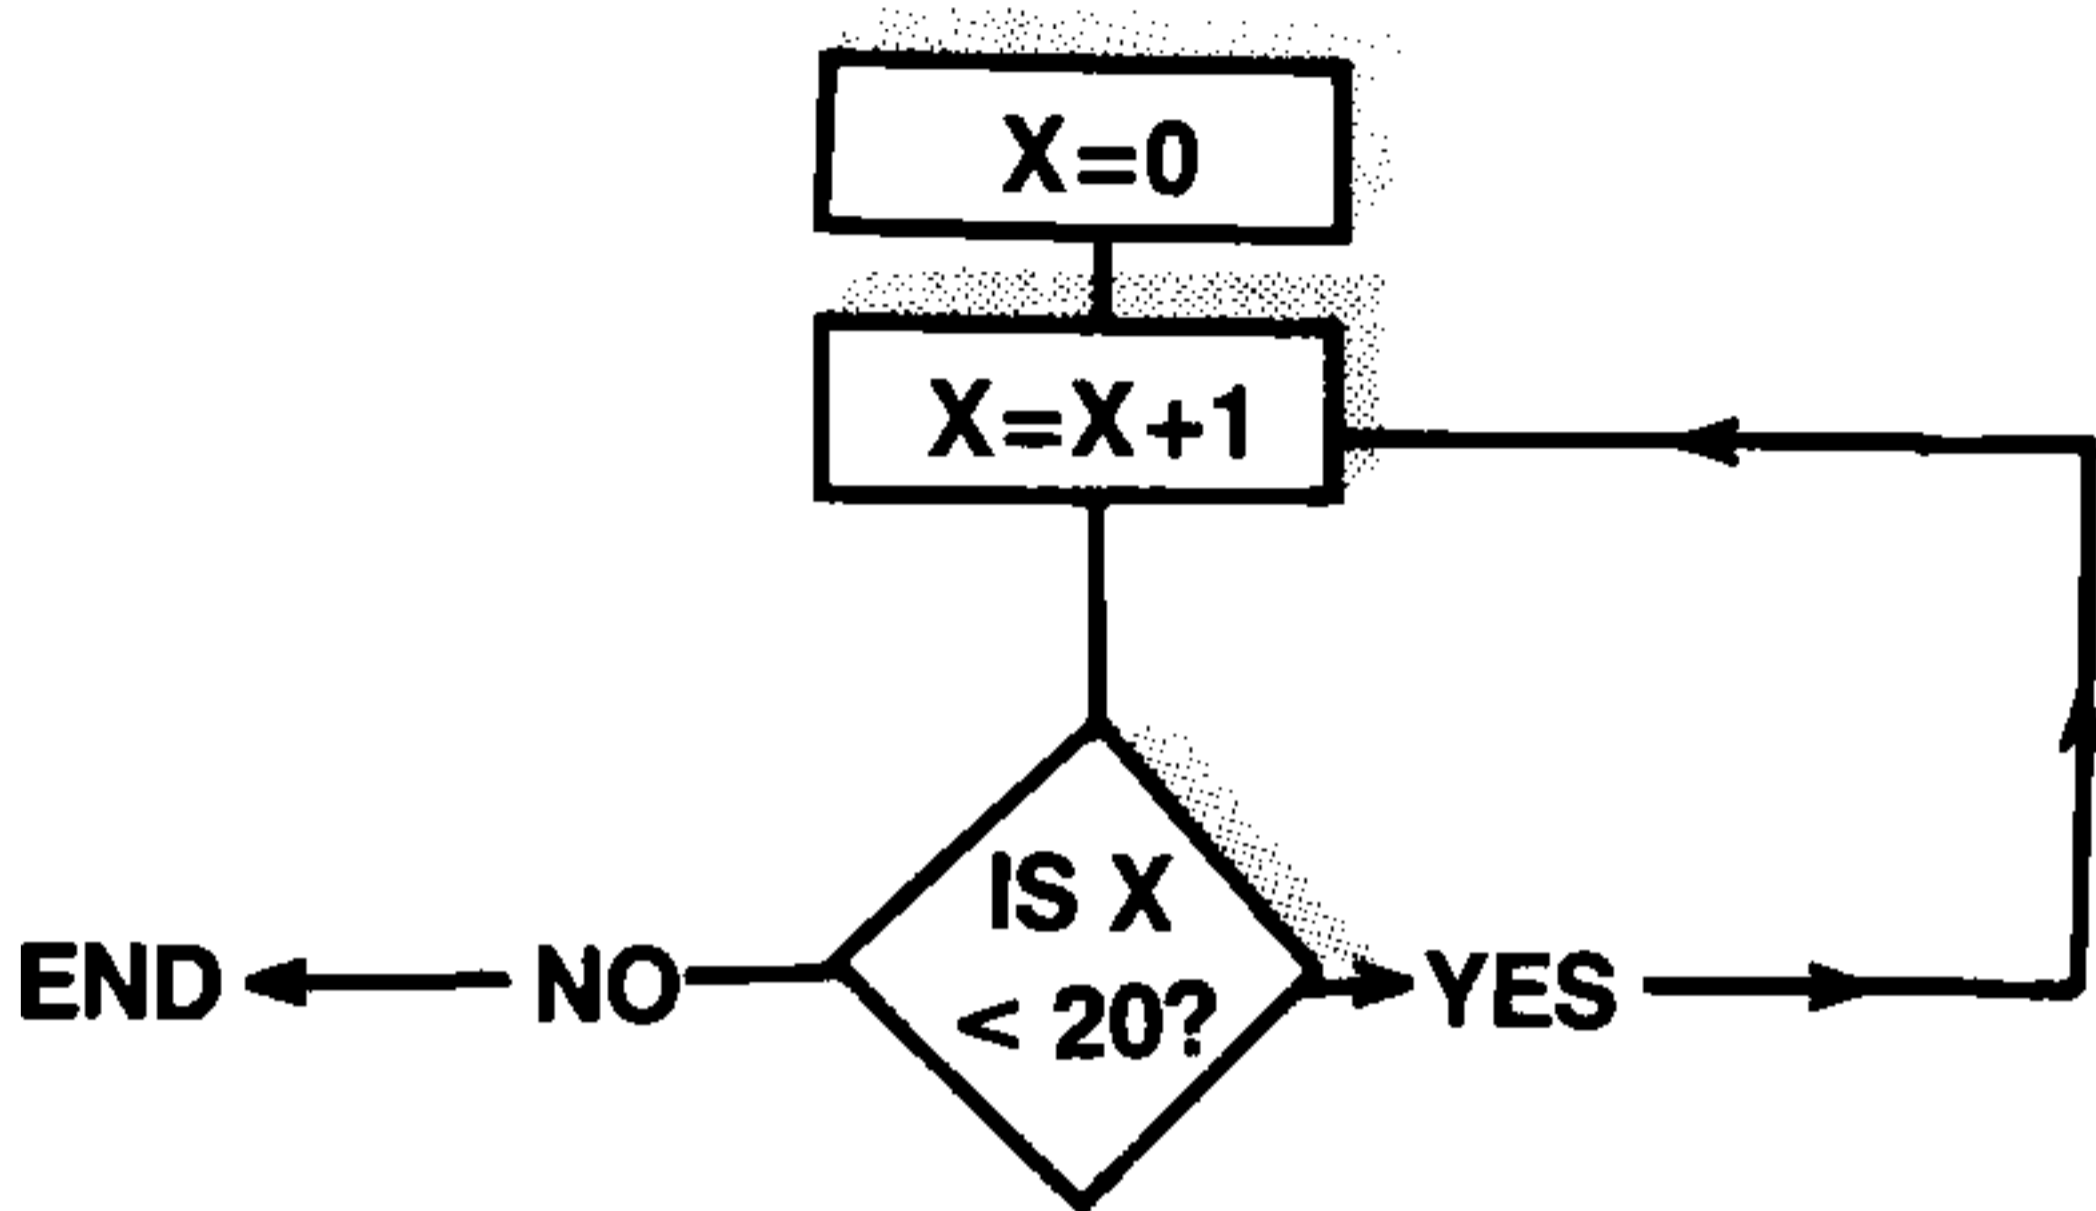 X=0
X=X+1
IS X
< 20?
END
NO
YES